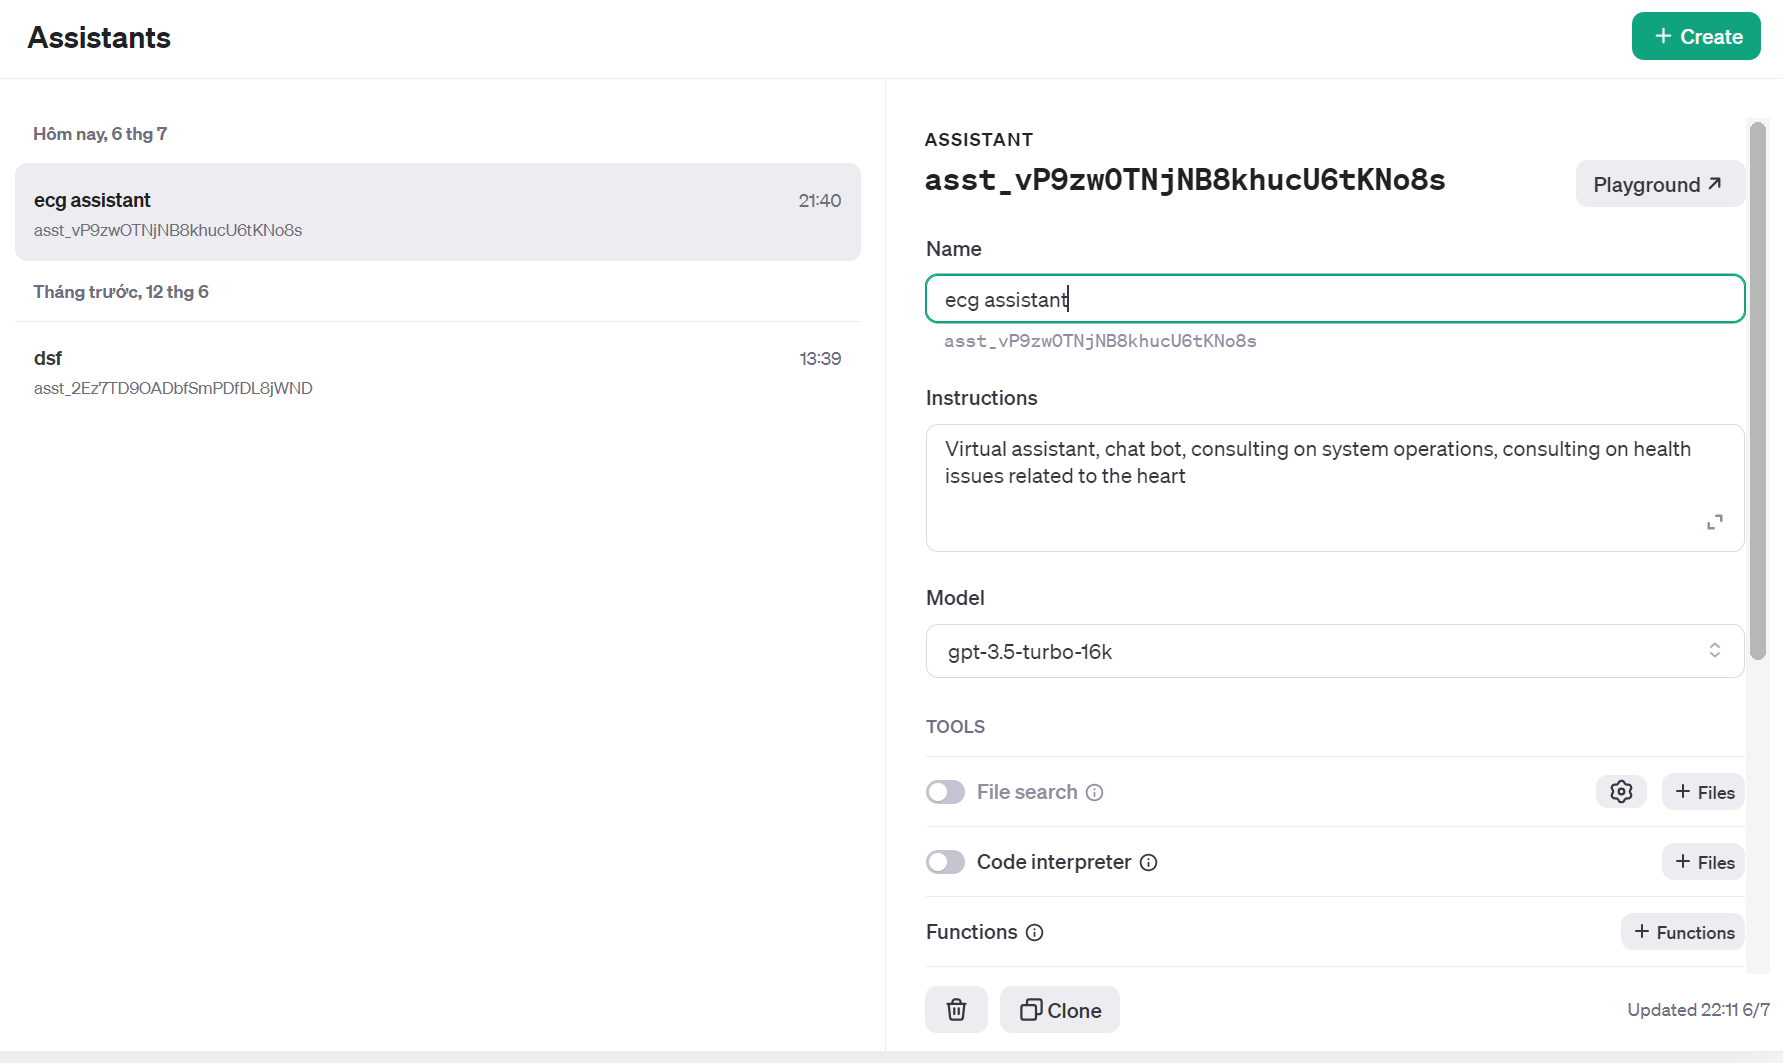 Assistants
+ Create
Hôm nay, 6 thg 7
ecg assistant
21:40
asst_vP9zwOTNjNB8khucU6tKNo8s
Tháng trước, 12 thg 6
dsf
13:39
asst_2Ez7TD9OADbfSmPDfDL8jWND
ASSISTANT
asst_vP9zwOTNjNB8khucU6tKNo8s
Playground
Name
ecg assistant
asst_vP9zwOTNjNB8khucU6tKNo8s
Instructions
Virtual assistant, chat bot, consulting on system operations, consulting on health
issues related to the heart
Model
gpt-3.5-turbo-16k
TOOLS
File search
+ Files
Code interpreter
+ Files
Functions
+ Functions
Clone
Updated 22:11 6/7